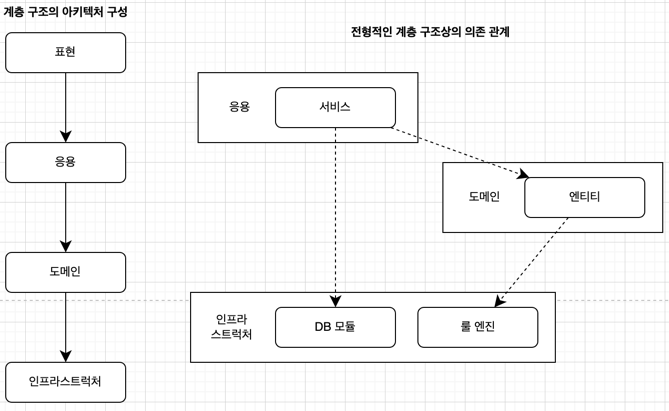 계층 구조의 아키텍처 구성
표현
응용
도메인
인프라스트럭처
전형적인 계층 구조상의 의존 관계
응용
서비스
도메인
엔티티
인프라
스트럭처
DB 모듈
룰 엔진